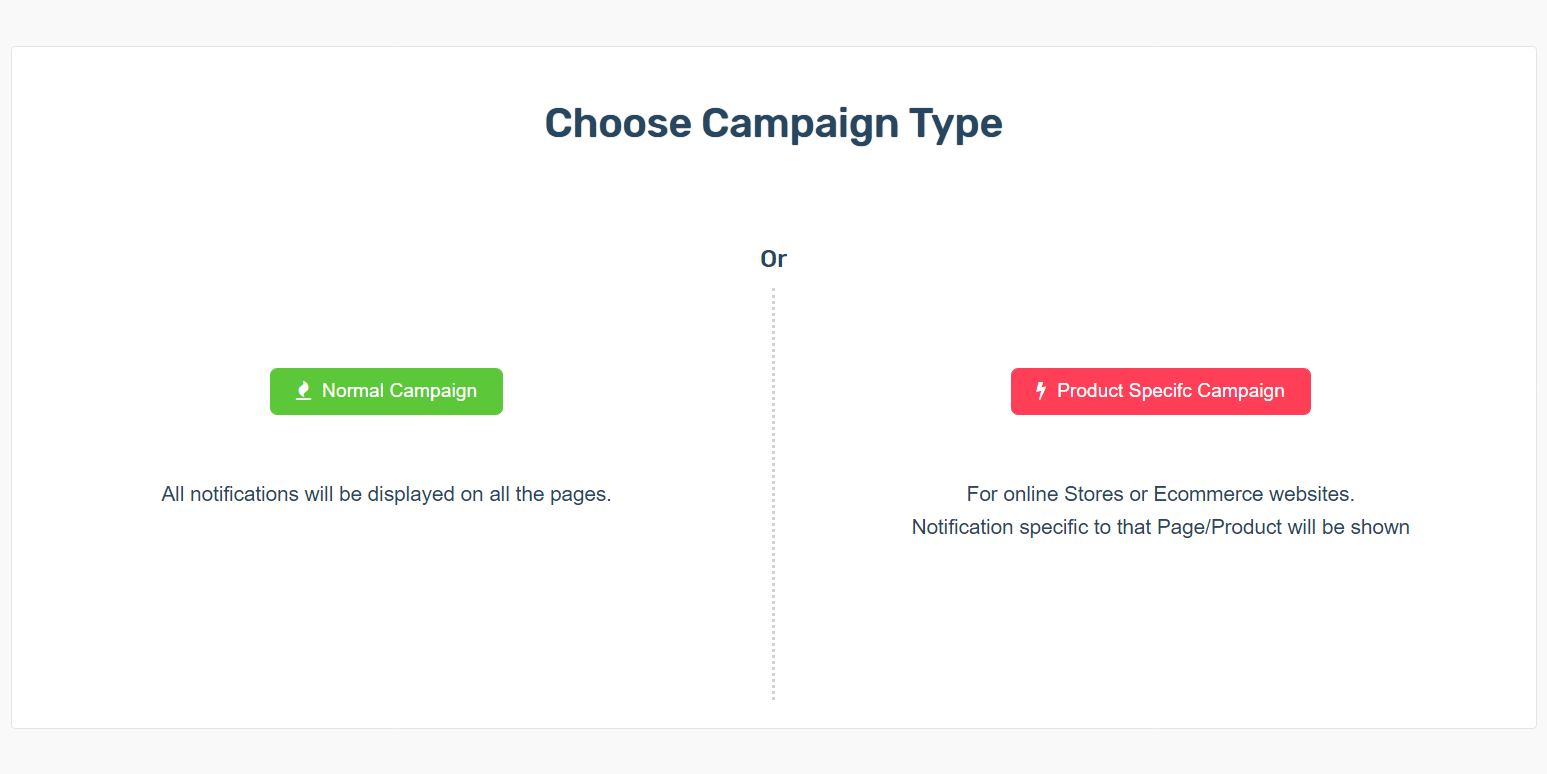 Choose Campaign Type
Or
Normal Campaign
All notifications will be displayed on all the pages.
Product Specifc Campaign
For online Stores or Ecommerce websites.
Notification specific to that Page/Product will be shown